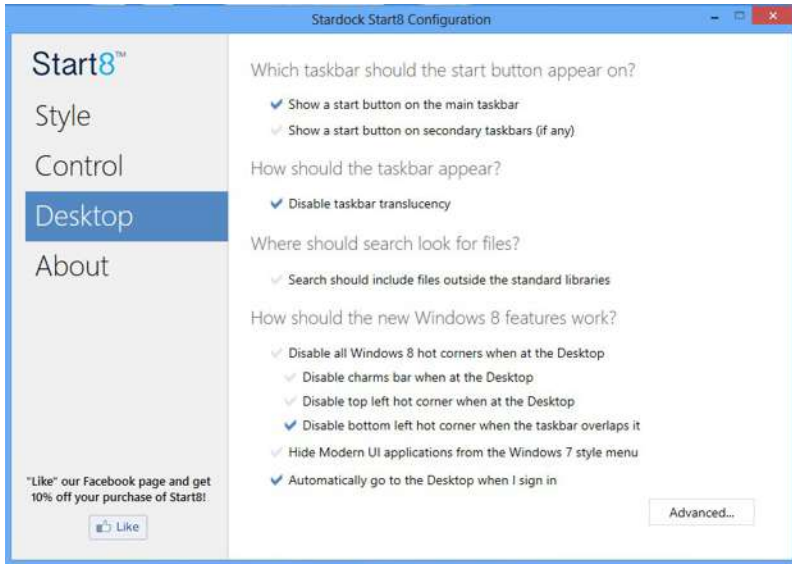 Stardock Start8 Configuration
Start8™
Style
Control
Desktop
About
"Like" our Facebook page and get
10% off your purchase of Start8!
Like
Which taskbar should the start button appear on?
Show a start button on the main taskbar
Show a start button on secondary taskbars (if any)
How should the taskbar appear?
Disable taskbar translucency
Where should search look for files?
Search should include files outside the standard libraries
How should the new Windows 8 features work?
Disable all Windows 8 hot corners when at the Desktop
Disable charms bar when at the Desktop
Disable top left hot corner when at the Desktop
Disable bottom left hot corner when the taskbar overlaps it
Hide Modern UI applications from the Windows 7 style menu
Automatically go to the Desktop when I sign in
Advanced...